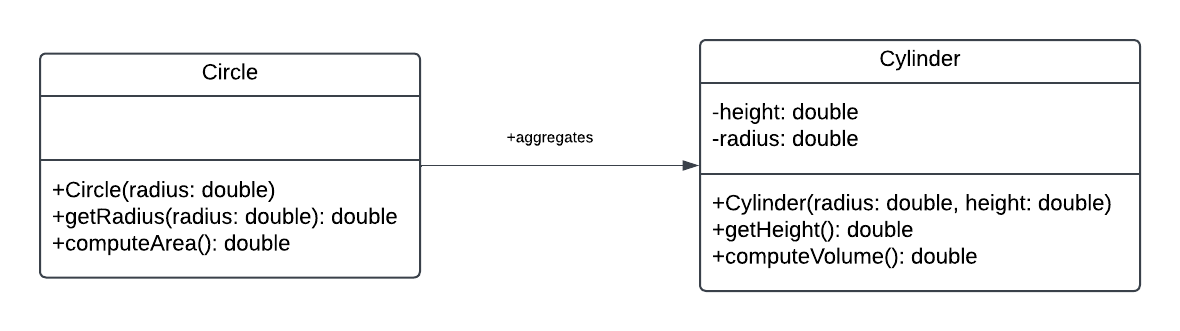 Circle
+Circle(radius: double)
+getRadius(radius: double): double
+computeArea(): double
+aggregates
Cylinder
-height: double
-radius: double
+Cylinder(radius: double, height: double)
+getHeight(): double
+computeVolume(): double